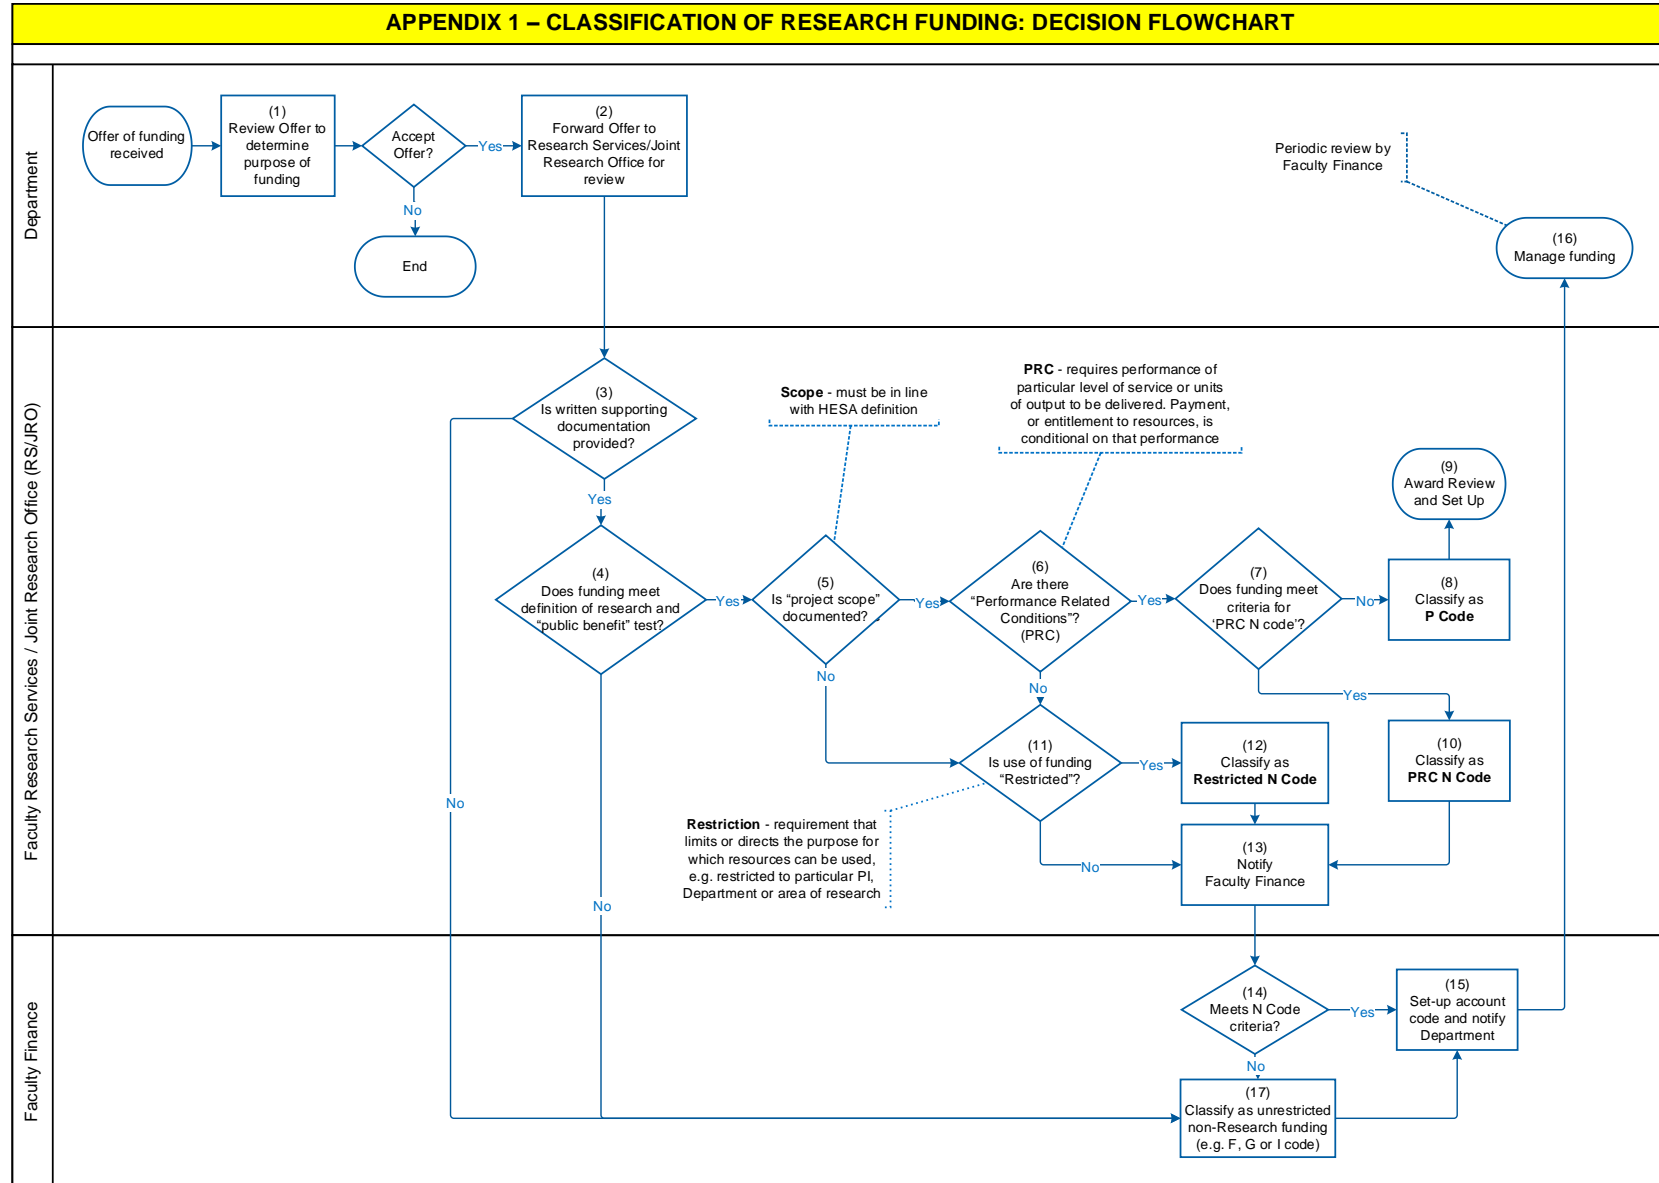 APPENDIX 1 – CLASSIFICATION OF RESEARCH FUNDING: DECISION FLOWCHART
Department
Offer of funding
received
(1)
Review Offer to
determine
purpose of
funding
Accept
Offer?
Yes
No
End
(2)
Forward Offer to
Research Services/Joint
Research Office for
review
Periodic review by
Faculty Finance
(16)
Manage funding
Faculty Research Services / Joint Research Office (RS/JRO)
(3)
Is written supporting
documentation
provided?
Yes
No
Scope - must be in line
with HESA definition
PRC - requires performance of
particular level of service or units
of output to be delivered. Payment,
or entitlement to resources, is
conditional on that performance
(4)
Does funding meet
definition of research and
“public benefit” test?
Yes
No
(5)
Is “project scope”
documented?
Yes
No
(6)
Are there
“Performance Related
Conditions”?
(PRC)
Yes
No
(7)
Does funding meet
criteria for
‘PRC N code’?
No
Yes
(8)
Classify as
P Code
(9)
Award Review
and Set Up
(10)
Classify as
PRC N Code
(11)
Is use of funding
“Restricted”?
Yes
No
(12)
Classify as
Restricted N Code
Restriction - requirement that
limits or directs the purpose for
which resources can be used,
e.g. restricted to particular PI,
Department or area of research
(13)
Notify
Faculty Finance
Faculty Finance
(14)
Meets N Code
criteria?
Yes
No
(15)
Set-up account
code and notify
Department
(17)
Classify as unrestricted
non-Research funding
(e.g. F, G or I code)